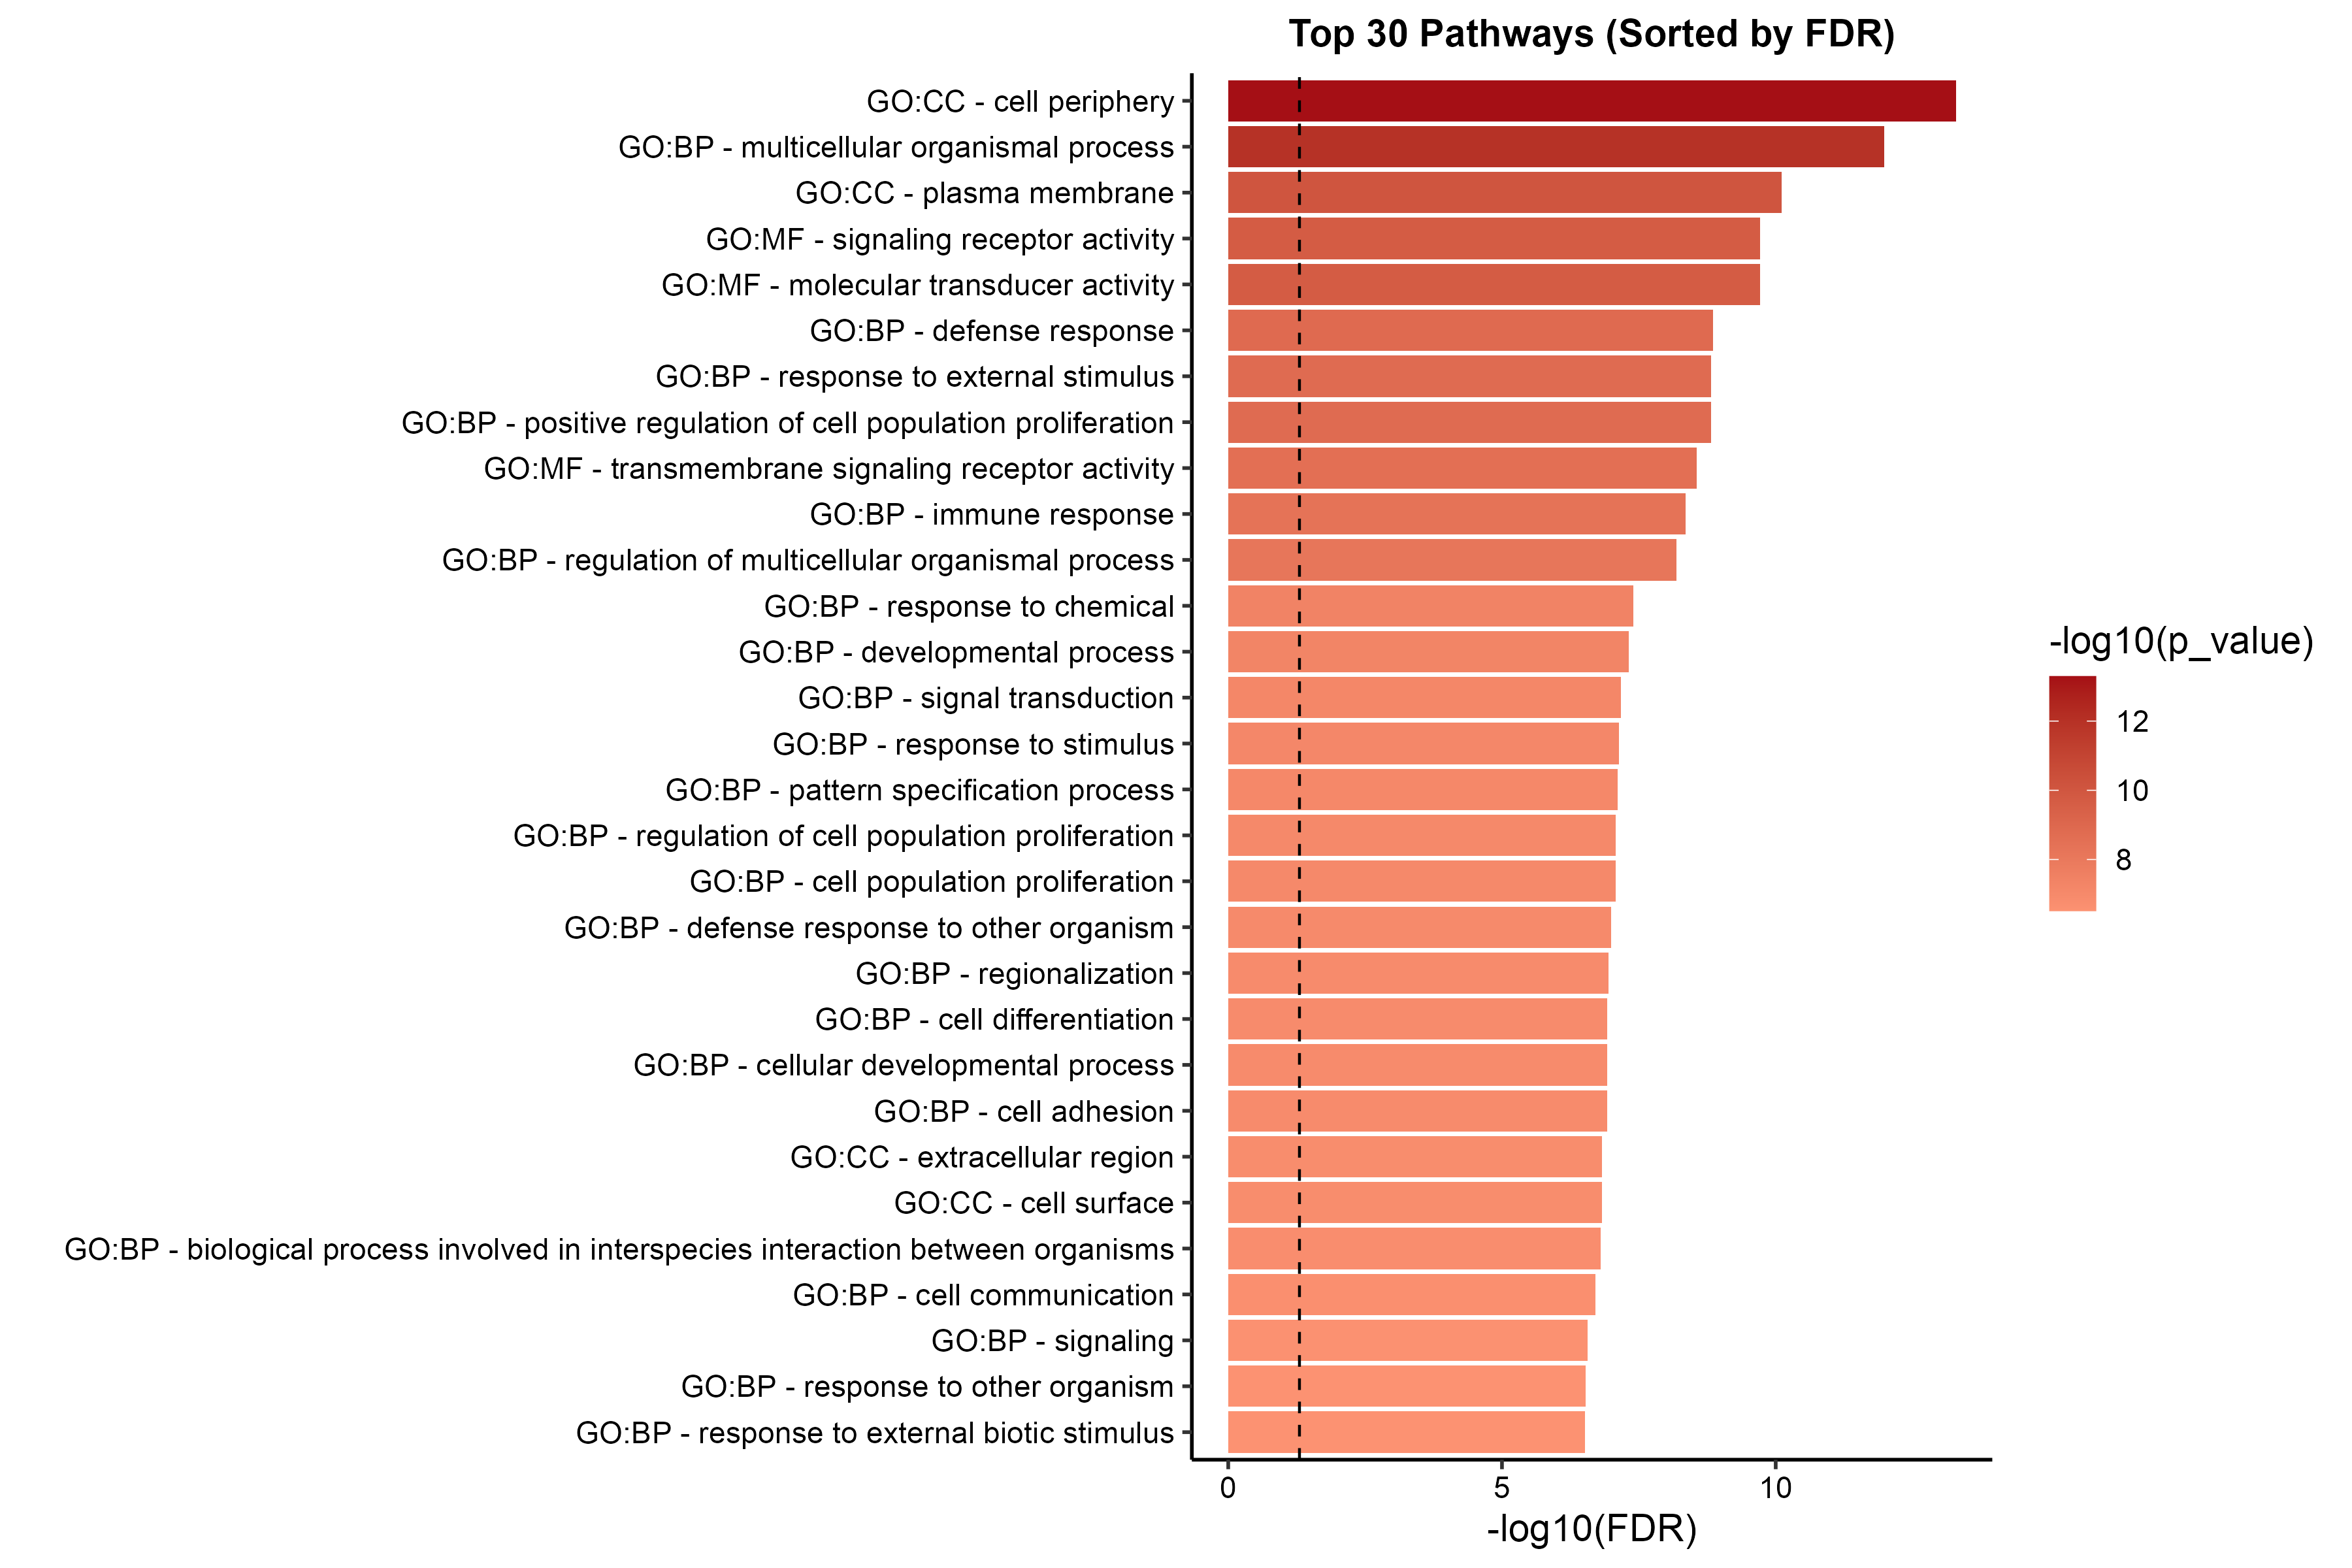 Top 30 Pathways (Sorted by FDR)
GO:CC - cell periphery
GO:BP - multicellular organismal process
GO:CC - plasma membrane
GO:MF - signaling receptor activity
GO:MF - molecular transducer activity
GO:BP - defense response
GO:BP - response to external stimulus
GO:BP - positive regulation of cell population proliferation
GO:MF - transmembrane signaling receptor activity
GO:BP - immune response
GO:BP - regulation of multicellular organismal process
GO:BP - response to chemical
GO:BP - developmental process
GO:BP - signal transduction
GO:BP - response to stimulus
GO:BP - pattern specification process
GO:BP - regulation of cell population proliferation
GO:BP - cell population proliferation
GO:BP - defense response to other organism
GO:BP - regionalization
GO:BP - cell differentiation
GO:BP - cellular developmental process
GO:BP - cell adhesion
GO:CC - extracellular region
GO:CC - cell surface
GO:BP - biological process involved in interspecies interaction between organisms
GO:BP - cell communication
GO:BP - signaling
GO:BP - response to other organism
GO:BP - response to external biotic stimulus
0 5 10
-log10(FDR)
-log10(p_value)
12
10
8